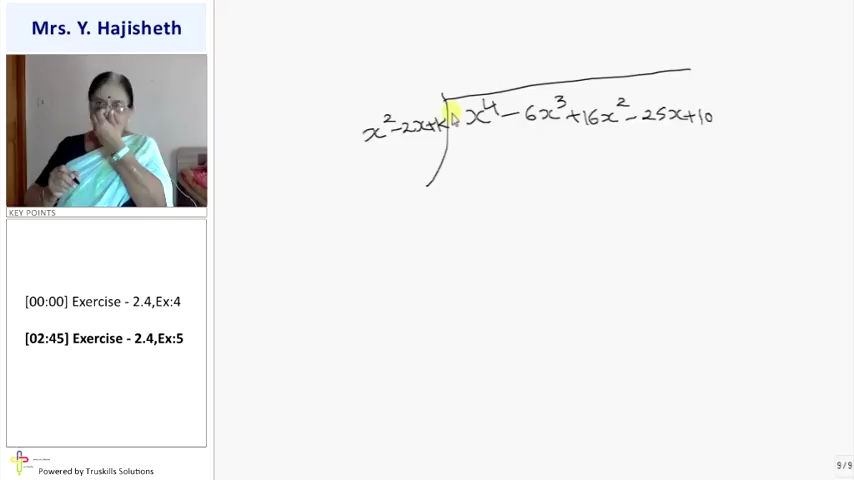 Mrs. Y. Hajisheth
x² - 2x + k) x⁴ - 6x³ + 16x² - 25x + 10
KEY POINTS
[00:00] Exercise - 2.4,Ex:4
[02:45] Exercise - 2.4,Ex:5
Powered by Truskills Solutions
9/9